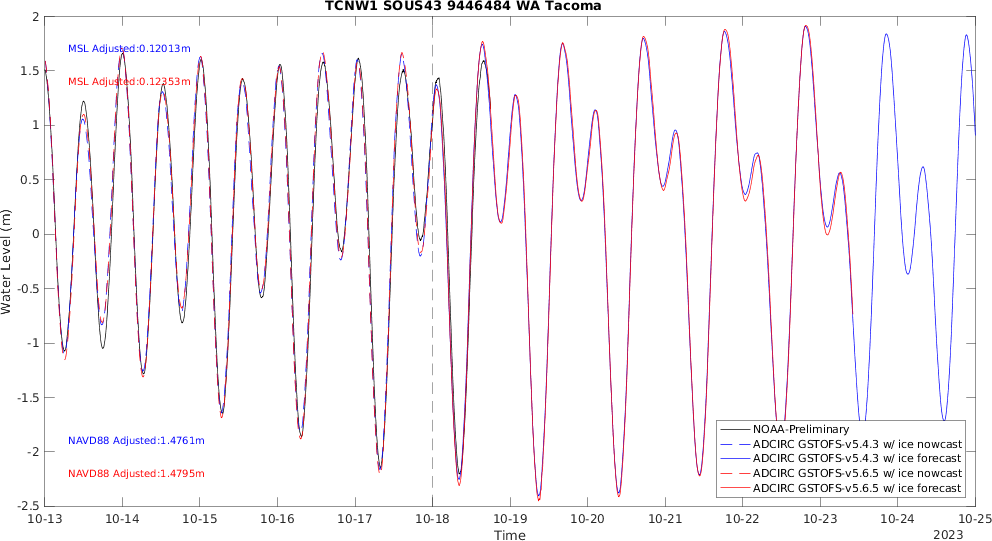 TCNW1 SOUS43 9446484 WA Tacoma
Water Level (m)
2
1.5
1
0.5
0
-0.5
-1
-1.5
-2
-2.5
MSL Adjusted:0.12013m
MSL Adjusted:0.12353m
NAVD88 Adjusted:1.4761m
NAVD88 Adjusted:1.4795m
NOAA-Preliminary
ADCIRC GSTOFS-v5.4.3 w/ ice nowcast
ADCIRC GSTOFS-v5.4.3 w/ ice forecast
ADCIRC GSTOFS-v5.6.5 w/ ice nowcast
ADCIRC GSTOFS-v5.6.5 w/ ice forecast
10-13 10-14 10-15 10-16 10-17 10-18 10-19 10-20 10-21 10-22 10-23 10-24 10-25
Time
2023